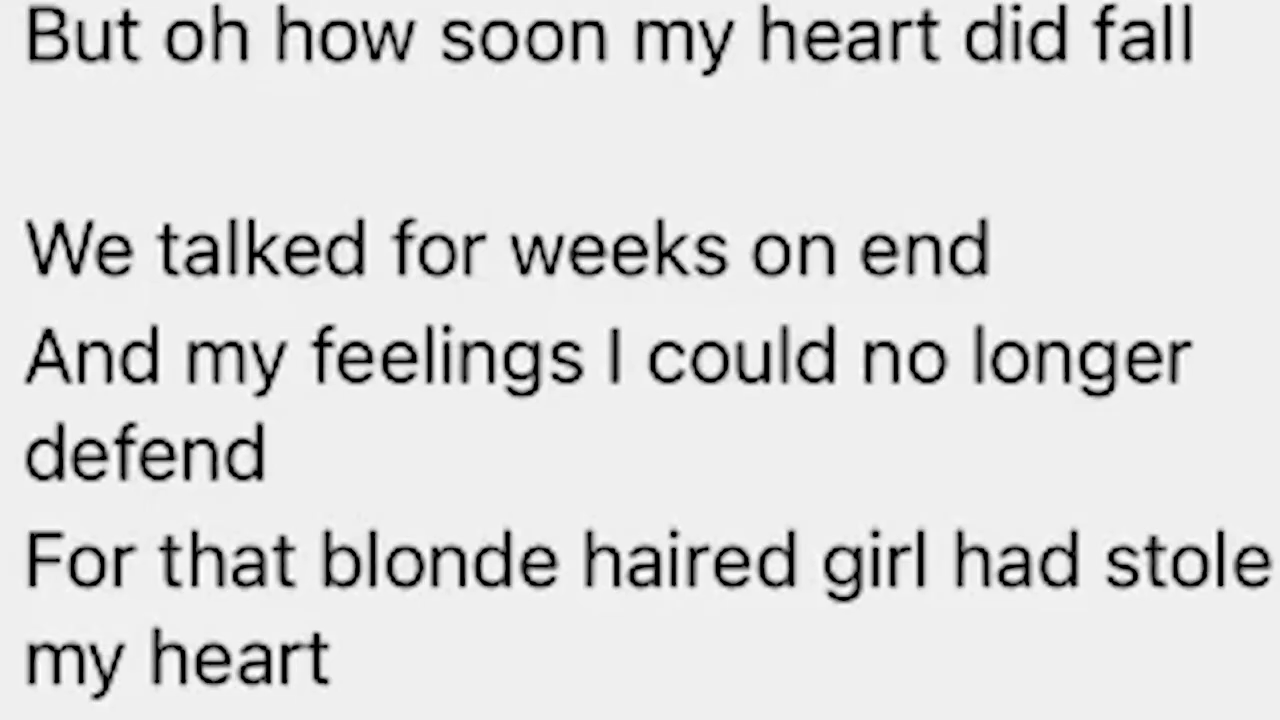 But oh how soon my heart did fall
We talked for weeks on end
And my feelings I could no longer
defend
For that blonde haired girl had stole
my heart